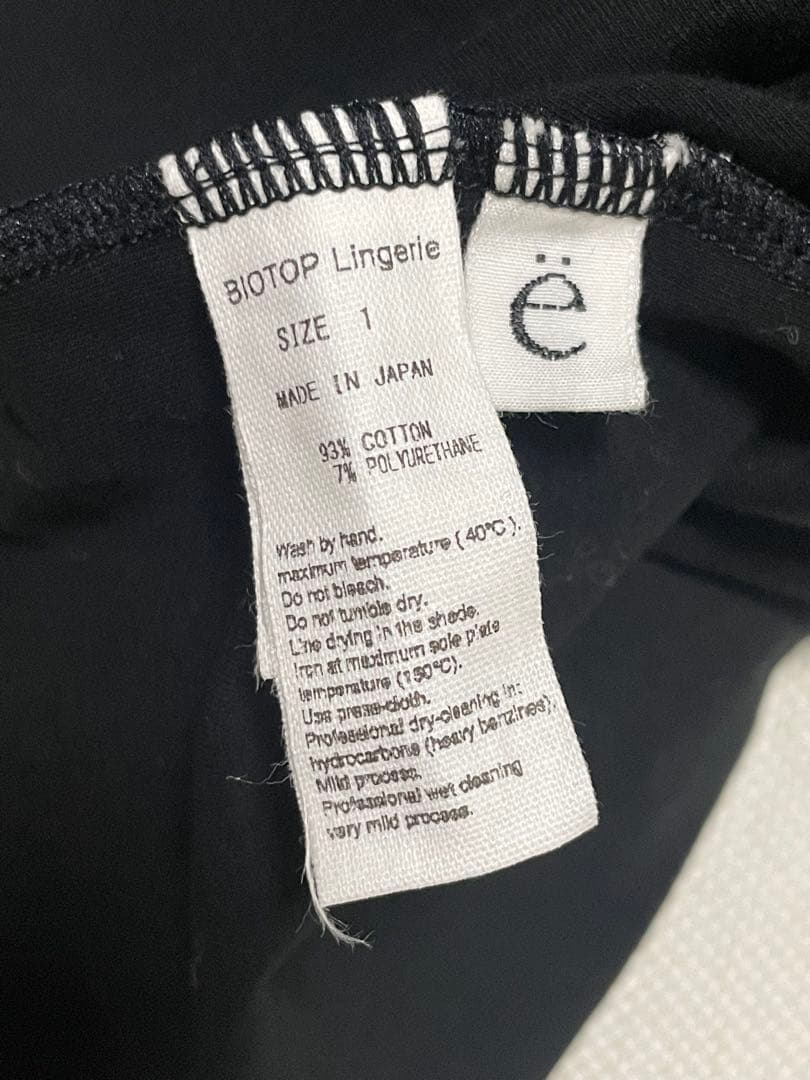 BIOTOP Lingerie
SIZE 1
MADE IN JAPAN
93% COTTON
7% POLYURETHANE
Wash by hand.
maximum temperature (40°C).
Do not bleach.
Do not tumble dry.
Line drying in the shade.
Iron at maximum sole plate
temperature (150°C).
Use press-cloth.
Professional dry-cleaning in:
hydrocarbons (heavy benzines).
Mild process.
Professional wet cleaning
very mild process.
ë